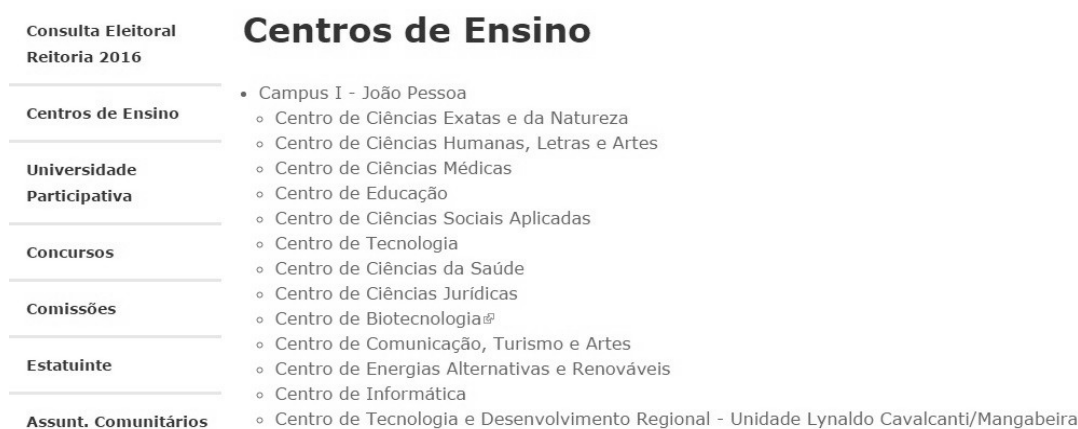 Consulta Eleitoral
Reitoria 2016
Centros de Ensino
Universidade
Participativa
Concursos
Comissões
Estatuinte
Assunt. Comunitários
Centros de Ensino
Campus I - João Pessoa
Centro de Ciências Exatas e da Natureza
Centro de Ciências Humanas, Letras e Artes
Centro de Ciências Médicas
Centro de Educação
Centro de Ciências Sociais Aplicadas
Centro de Tecnologia
Centro de Ciências da Saúde
Centro de Ciências Jurídicas
Centro de Biotecnologia
Centro de Comunicação, Turismo e Artes
Centro de Energias Alternativas e Renováveis
Centro de Informática
Centro de Tecnologia e Desenvolvimento Regional - Unidade Lynaldo Cavalcanti/Mangabeira